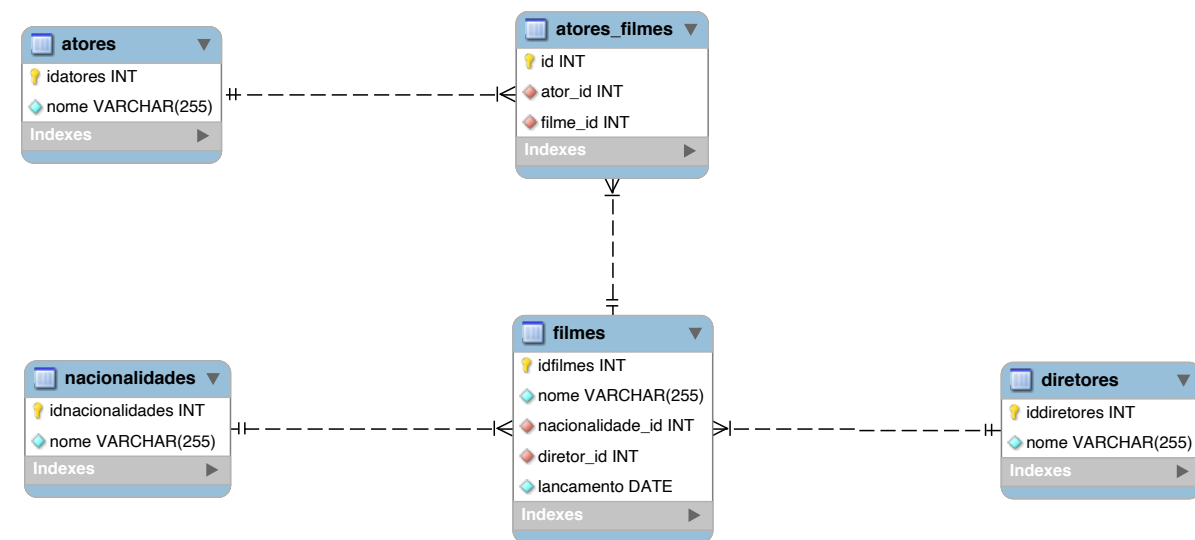 atores
idatores INT
nome VARCHAR(255)
Indexes
atores_filmes
id INT
ator_id INT
filme_id INT
Indexes
nacionalidades
idnacionalidades INT
nome VARCHAR(255)
Indexes
filmes
idfilmes INT
nome VARCHAR(255)
nacionalidade_id INT
diretor_id INT
lancamento DATE
Indexes
diretores
iddiretores INT
nome VARCHAR(255)
Indexes